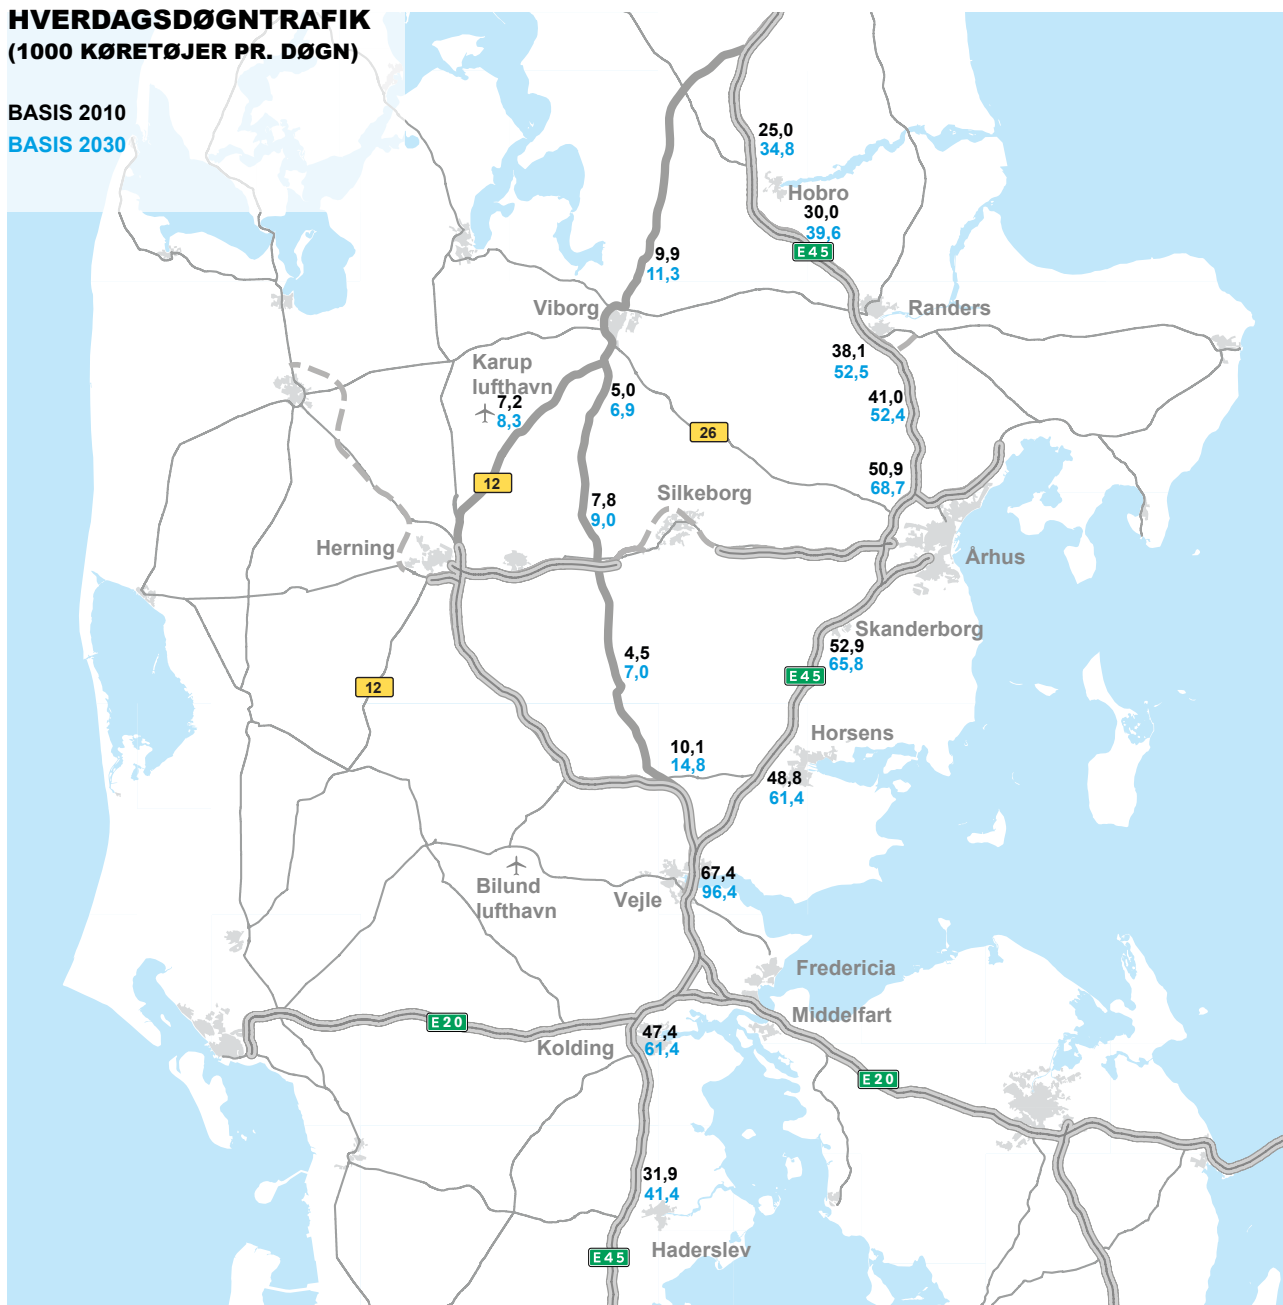 HVERDAGSDØGNTRAFIK
(1000 KØRETØJER PR. DØGN)
BASIS 2010
BASIS 2030
25,0
34,8
Hobro
30,0
39,6
E45
9,9
11,3
Viborg
Randers
Karup
lufthavn
7,2
8,3
5,0
6,9
38,1
52,5
41,0
52,4
26
12
50,9
68,7
7,8
9,0
Silkeborg
Herning
Århus
Skanderborg
52,9
65,8
4,5
7,0
E45
12
Horsens
10,1
14,8
48,8
61,4
67,4
96,4
Bilund
lufthavn
Vejle
Fredericia
Middelfart
E20
47,4
61,4
Kolding
E20
31,9
41,4
Haderslev
E45